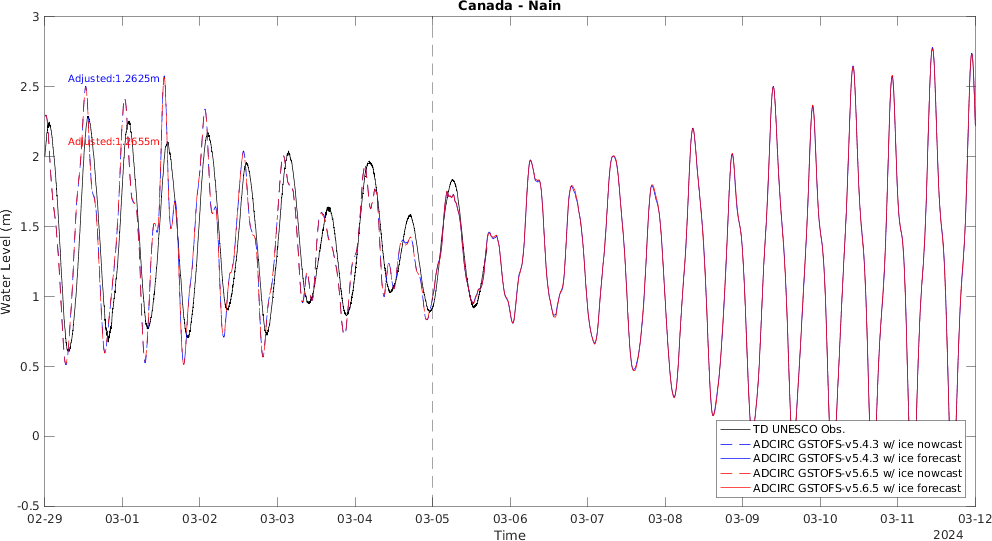 Canada - Nain
3
2.5
2
1.5
1
0.5
0
-0.5
Water Level (m)
Adjusted:1.2625m
Adjusted:1.2655m
TD UNESCO Obs.
ADCIRC GSTOFS-v5.4.3 w/ ice nowcast
ADCIRC GSTOFS-v5.4.3 w/ ice forecast
ADCIRC GSTOFS-v5.6.5 w/ ice nowcast
ADCIRC GSTOFS-v5.6.5 w/ ice forecast
02-29 03-01 03-02 03-03 03-04 03-05 03-06 03-07 03-08 03-09 03-10 03-11 03-12
Time
2024